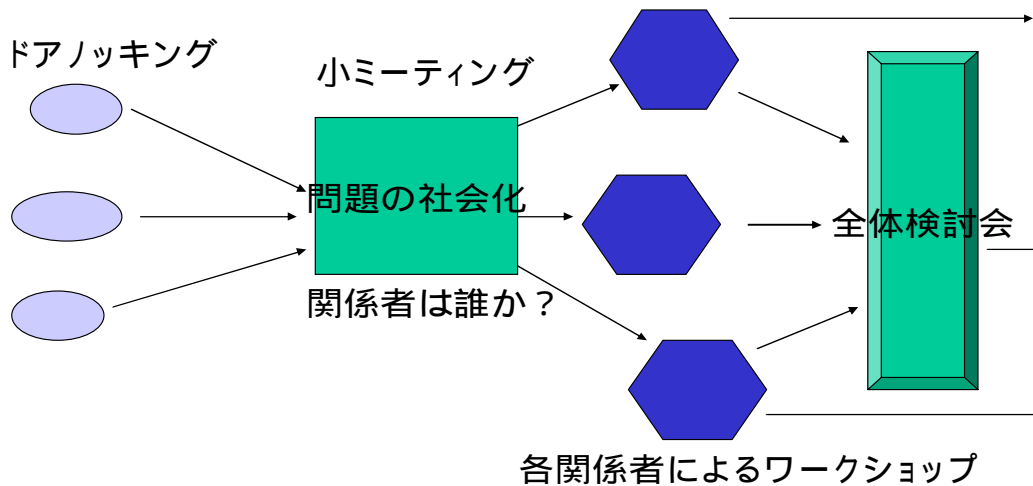 ドアノッキング
小ミーティング
問題の社会化
関係者は誰か？
全体検討会
各関係者によるワークショップ